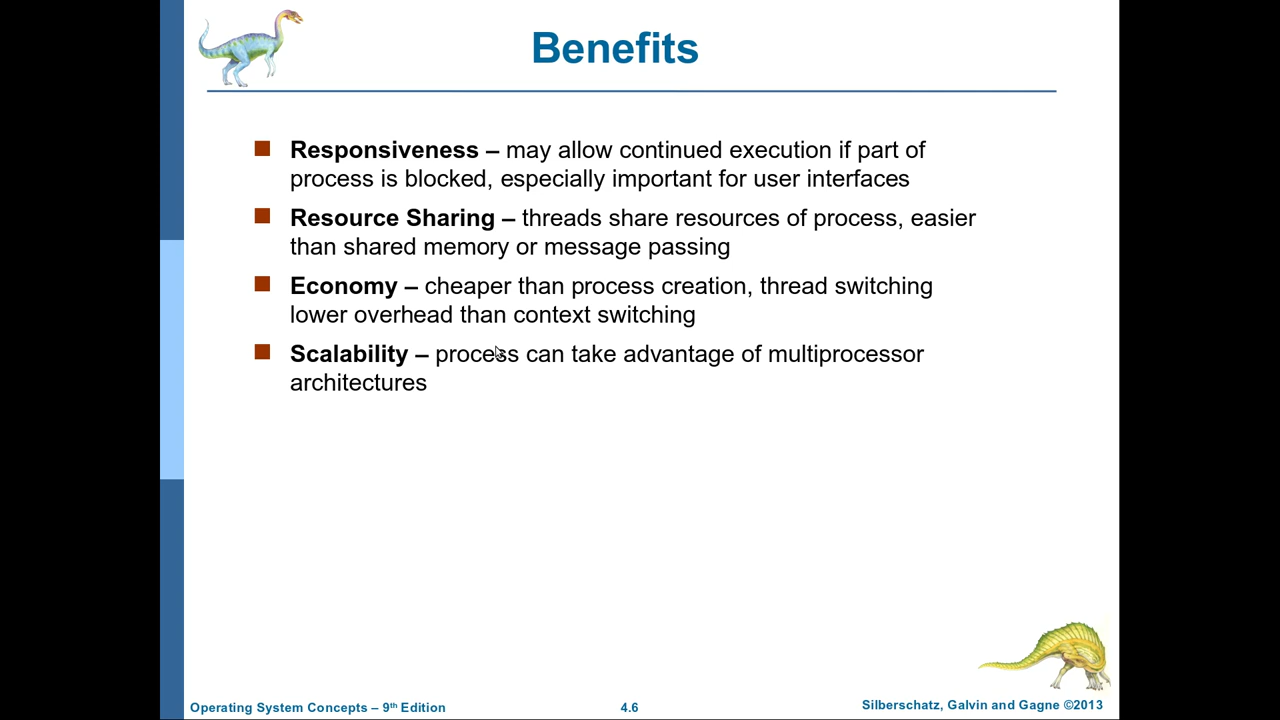 Benefits
Responsiveness – may allow continued execution if part of
process is blocked, especially important for user interfaces
Resource Sharing – threads share resources of process, easier
than shared memory or message passing
Economy – cheaper than process creation, thread switching
lower overhead than context switching
Scalability – process can take advantage of multiprocessor
architectures
Operating System Concepts – 9th Edition
4.6
Silberschatz, Galvin and Gagne ©2013